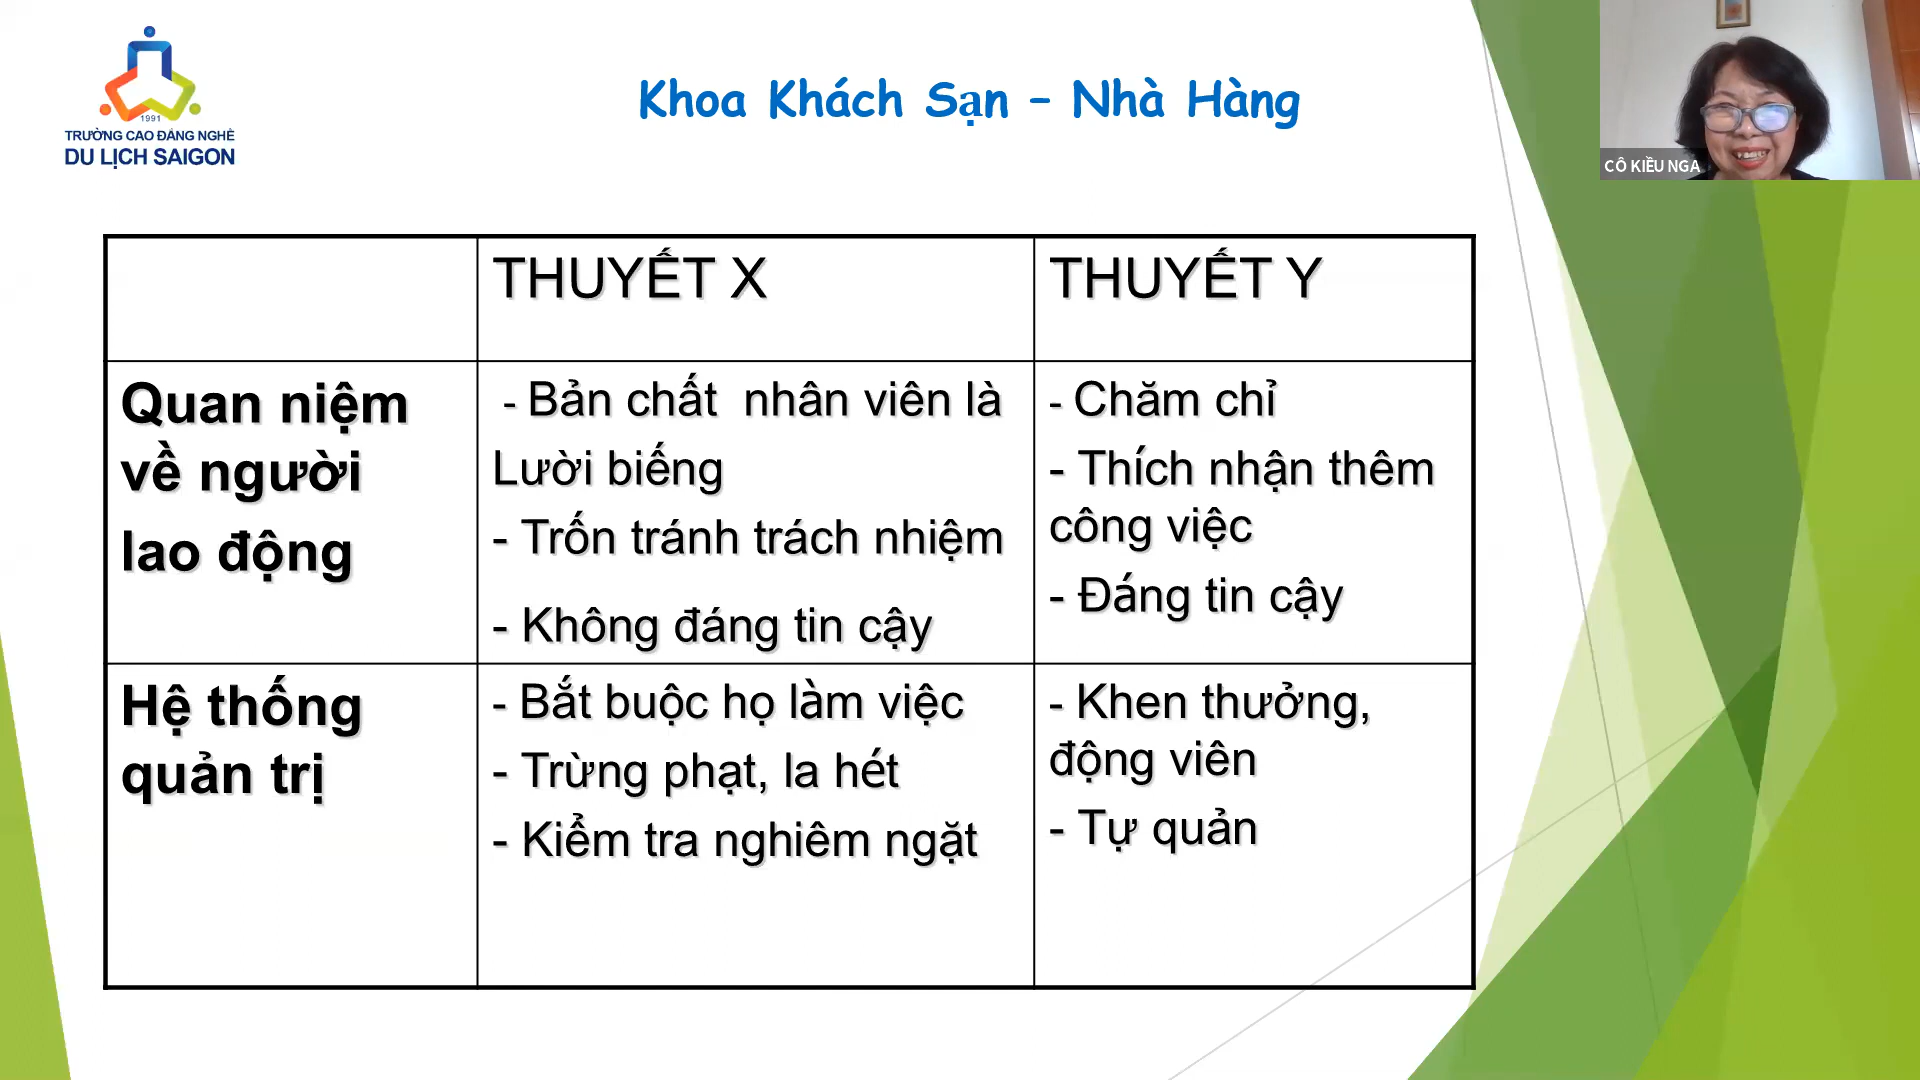 1991
TRƯỜNG CAO ĐẲNG NGHỀ
DU LỊCH SAIGON
Khoa Khách Sạn – Nhà Hàng
CÔ KIỀU NGA
THUYẾT X
THUYẾT Y
Quan niệm
về người
lao động
- Bản chất nhân viên là
Lười biếng
- Trốn tránh trách nhiệm
- Không đáng tin cậy
- Chăm chỉ
- Thích nhận thêm
công việc
- Đáng tin cậy
Hệ thống
quản trị
- Bắt buộc họ làm việc
- Trừng phạt, la hét
- Kiểm tra nghiêm ngặt
- Khen thưởng,
động viên
- Tự quản